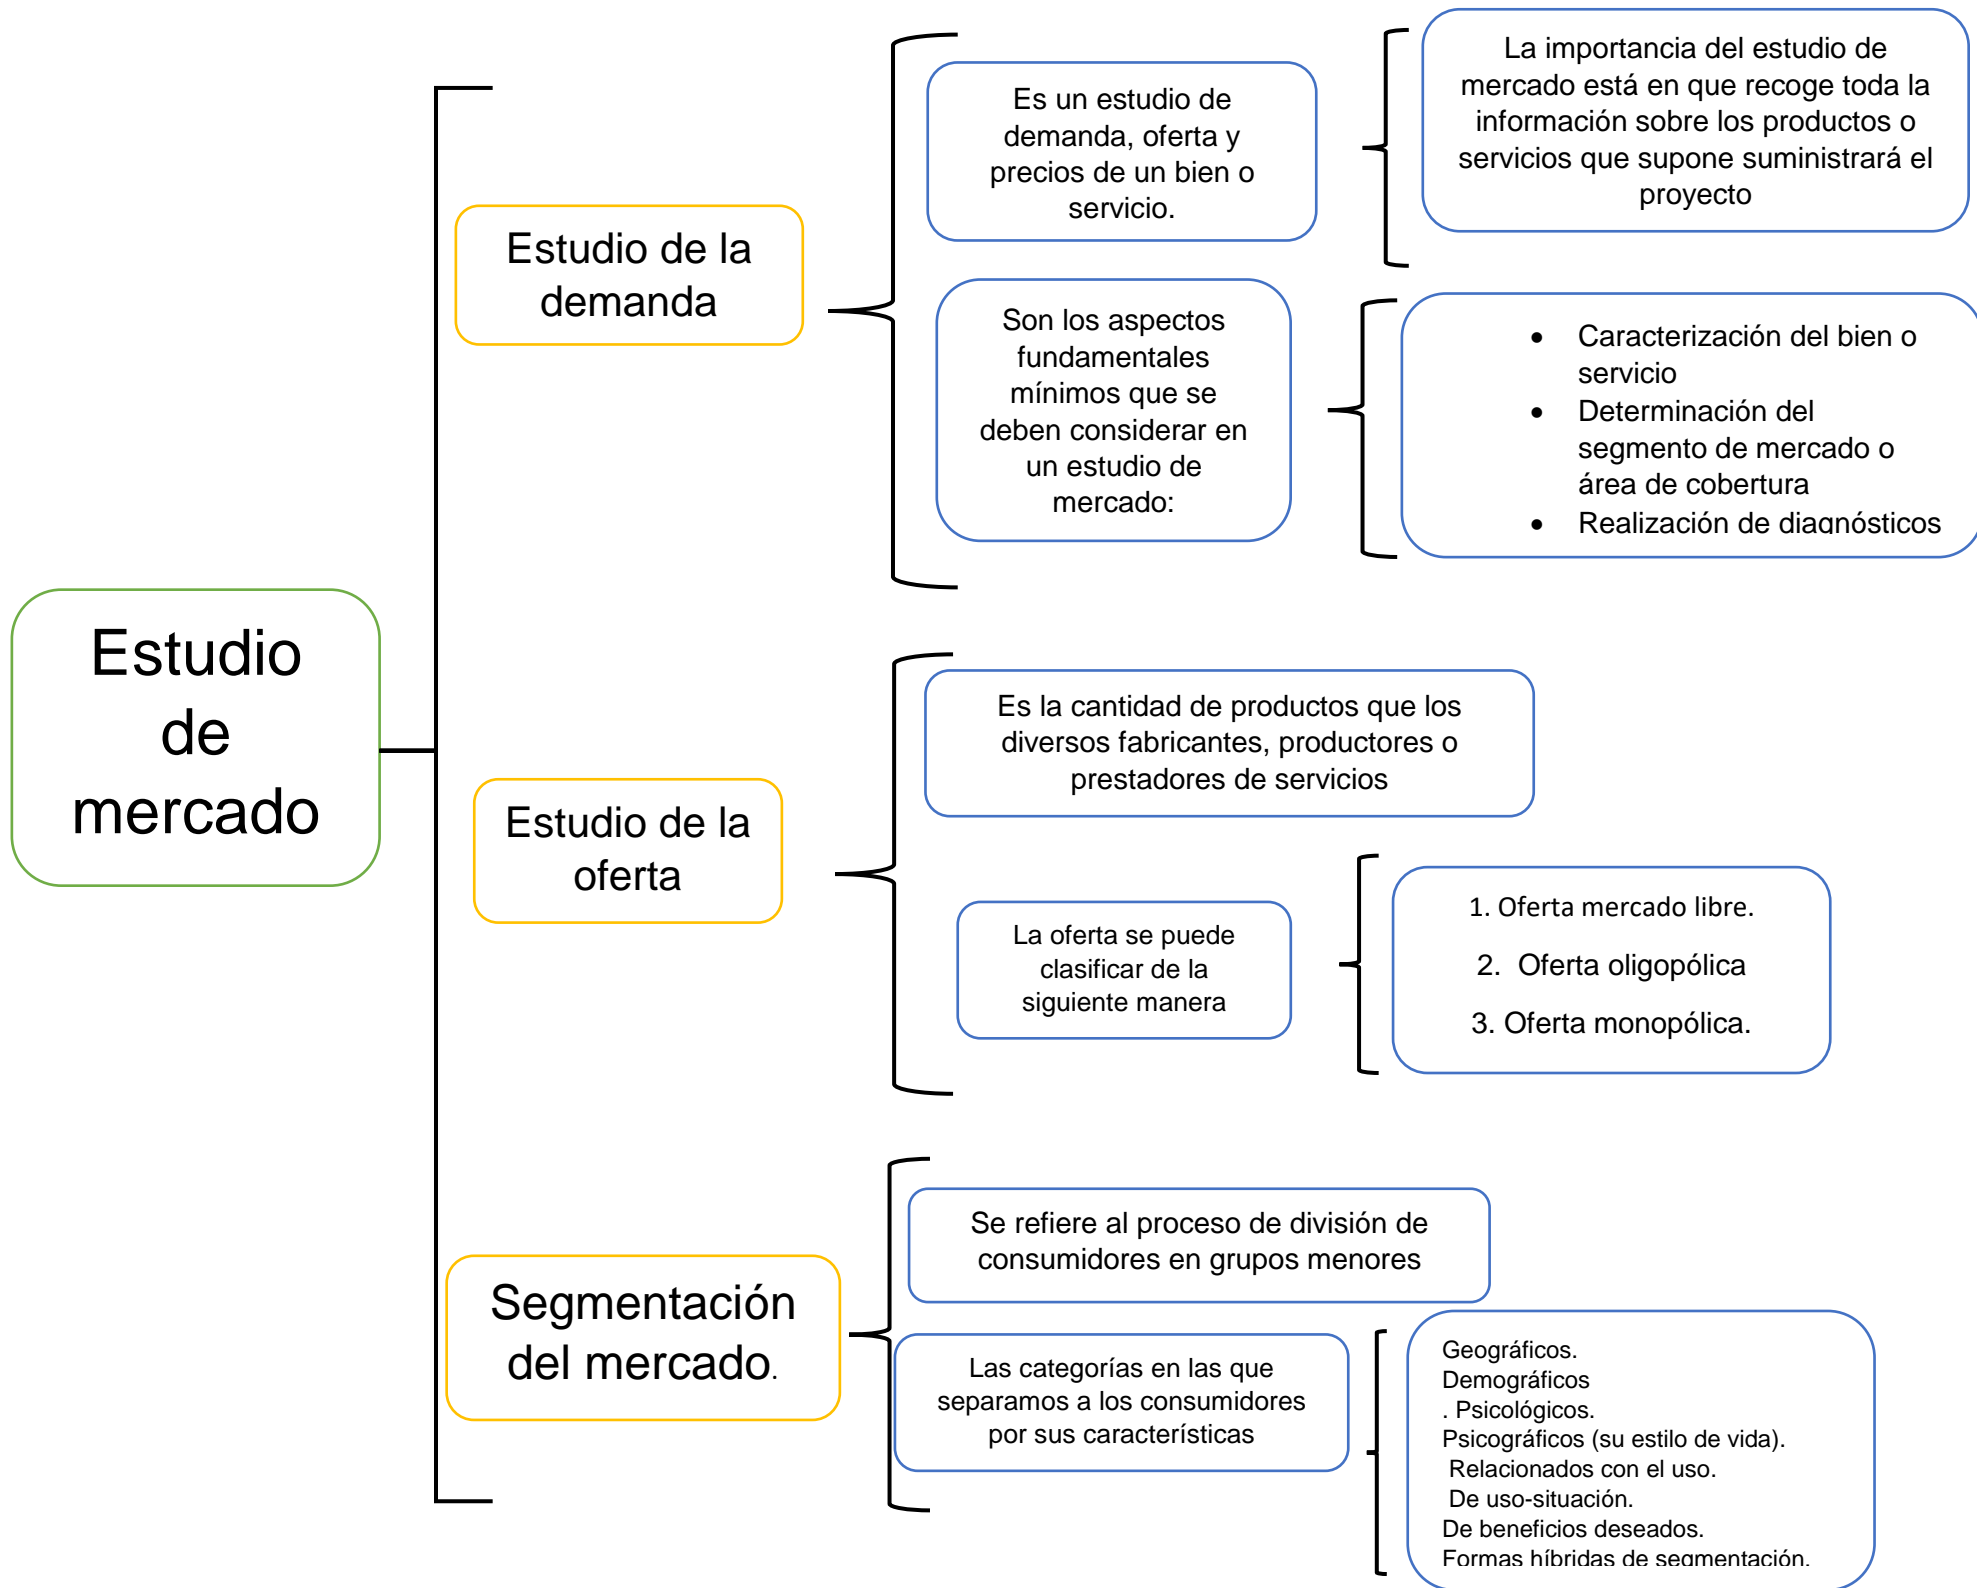 Estudio
de
mercado
Estudio de la
demanda
Es un estudio de
demanda, oferta y
precios de un bien o
servicio.
La importancia del estudio de
mercado está en que recoge toda la
información sobre los productos o
servicios que supone suministrará el
proyecto
Son los aspectos
fundamentales
mínimos que se
deben considerar en
un estudio de
mercado:
• Caracterización del bien o
servicio
• Determinación del
segmento de mercado o
área de cobertura
• Realización de diagnósticos
Estudio de la
oferta
Es la cantidad de productos que los
diversos fabricantes, productores o
prestadores de servicios
La oferta se puede
clasificar de la
siguiente manera
1. Oferta mercado libre.
2. Oferta oligopólica
3. Oferta monopólica.
Segmentación
del mercado.
Se refiere al proceso de división de
consumidores en grupos menores
Las categorías en las que
separamos a los consumidores
por sus características
Geográficos.
Demográficos
. Psicológicos.
Psicográficos (su estilo de vida).
Relacionados con el uso.
De uso-situación.
De beneficios deseados.
Formas híbridas de segmentación.